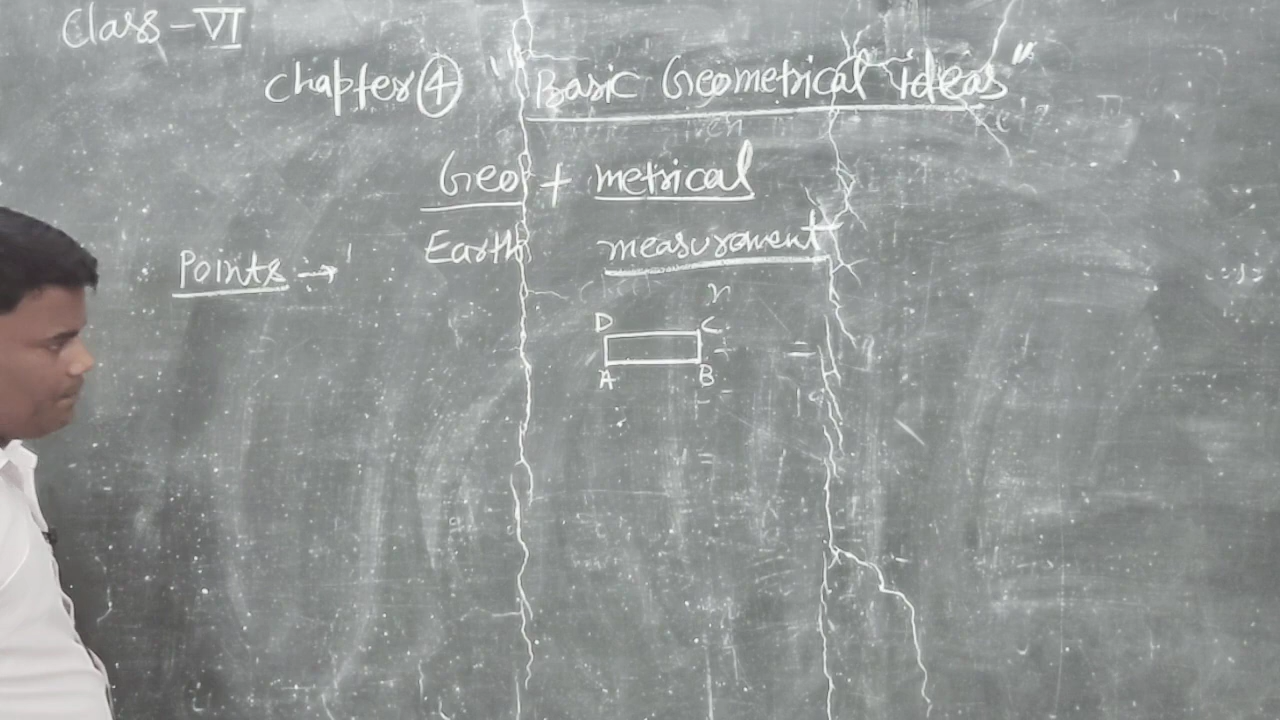 Class - VI
Chapter 4 "Basic Geometrical ideas"
Geo + metrical
Earth measurement
Points →
D C
A B